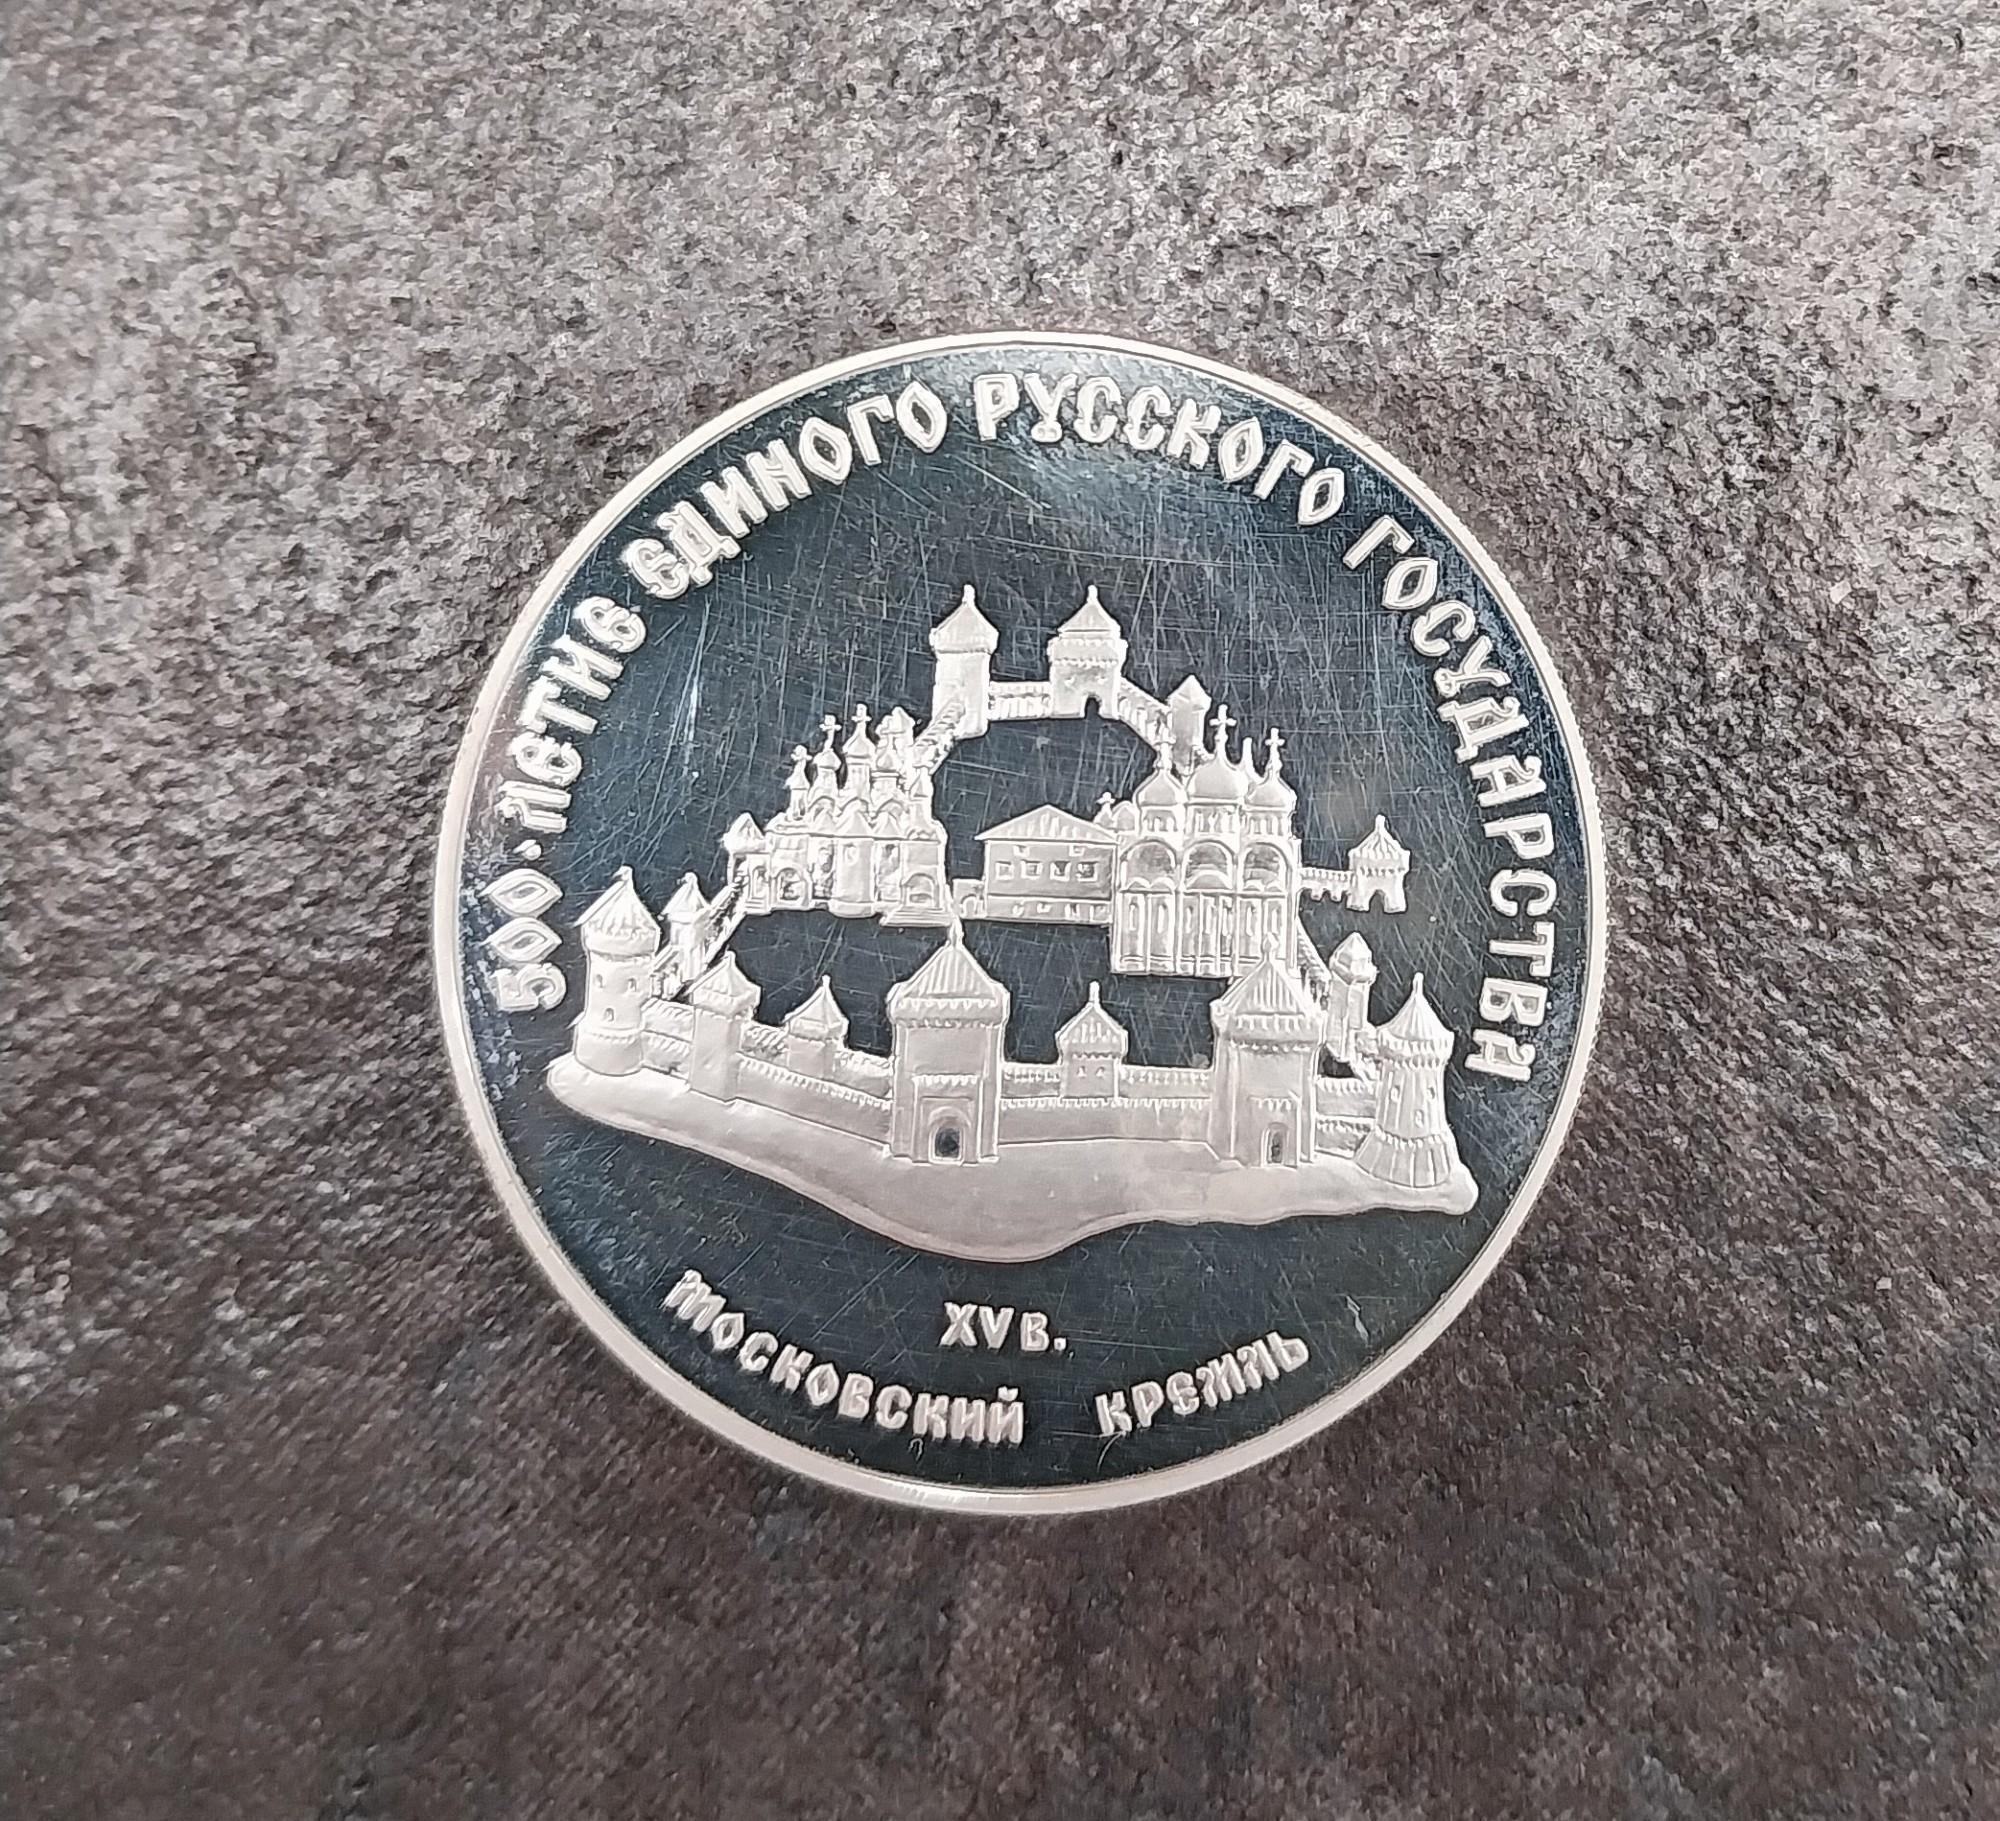 500-ЛЕТИЕ ЕДИНОГО РУССКОГО ГОСУДАРСТВА
XV В.
МОСКОВСКИЙ КРЕМЛЬ